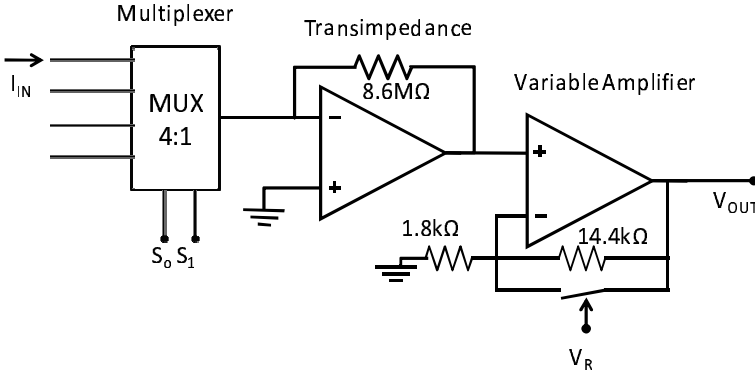 Multiplexer
Transimpedance
Variable Amplifier
I_IN
MUX
4:1
8.6MΩ
−
+
+
−
S_o S_1
1.8kΩ
14.4kΩ
V_OUT
V_R